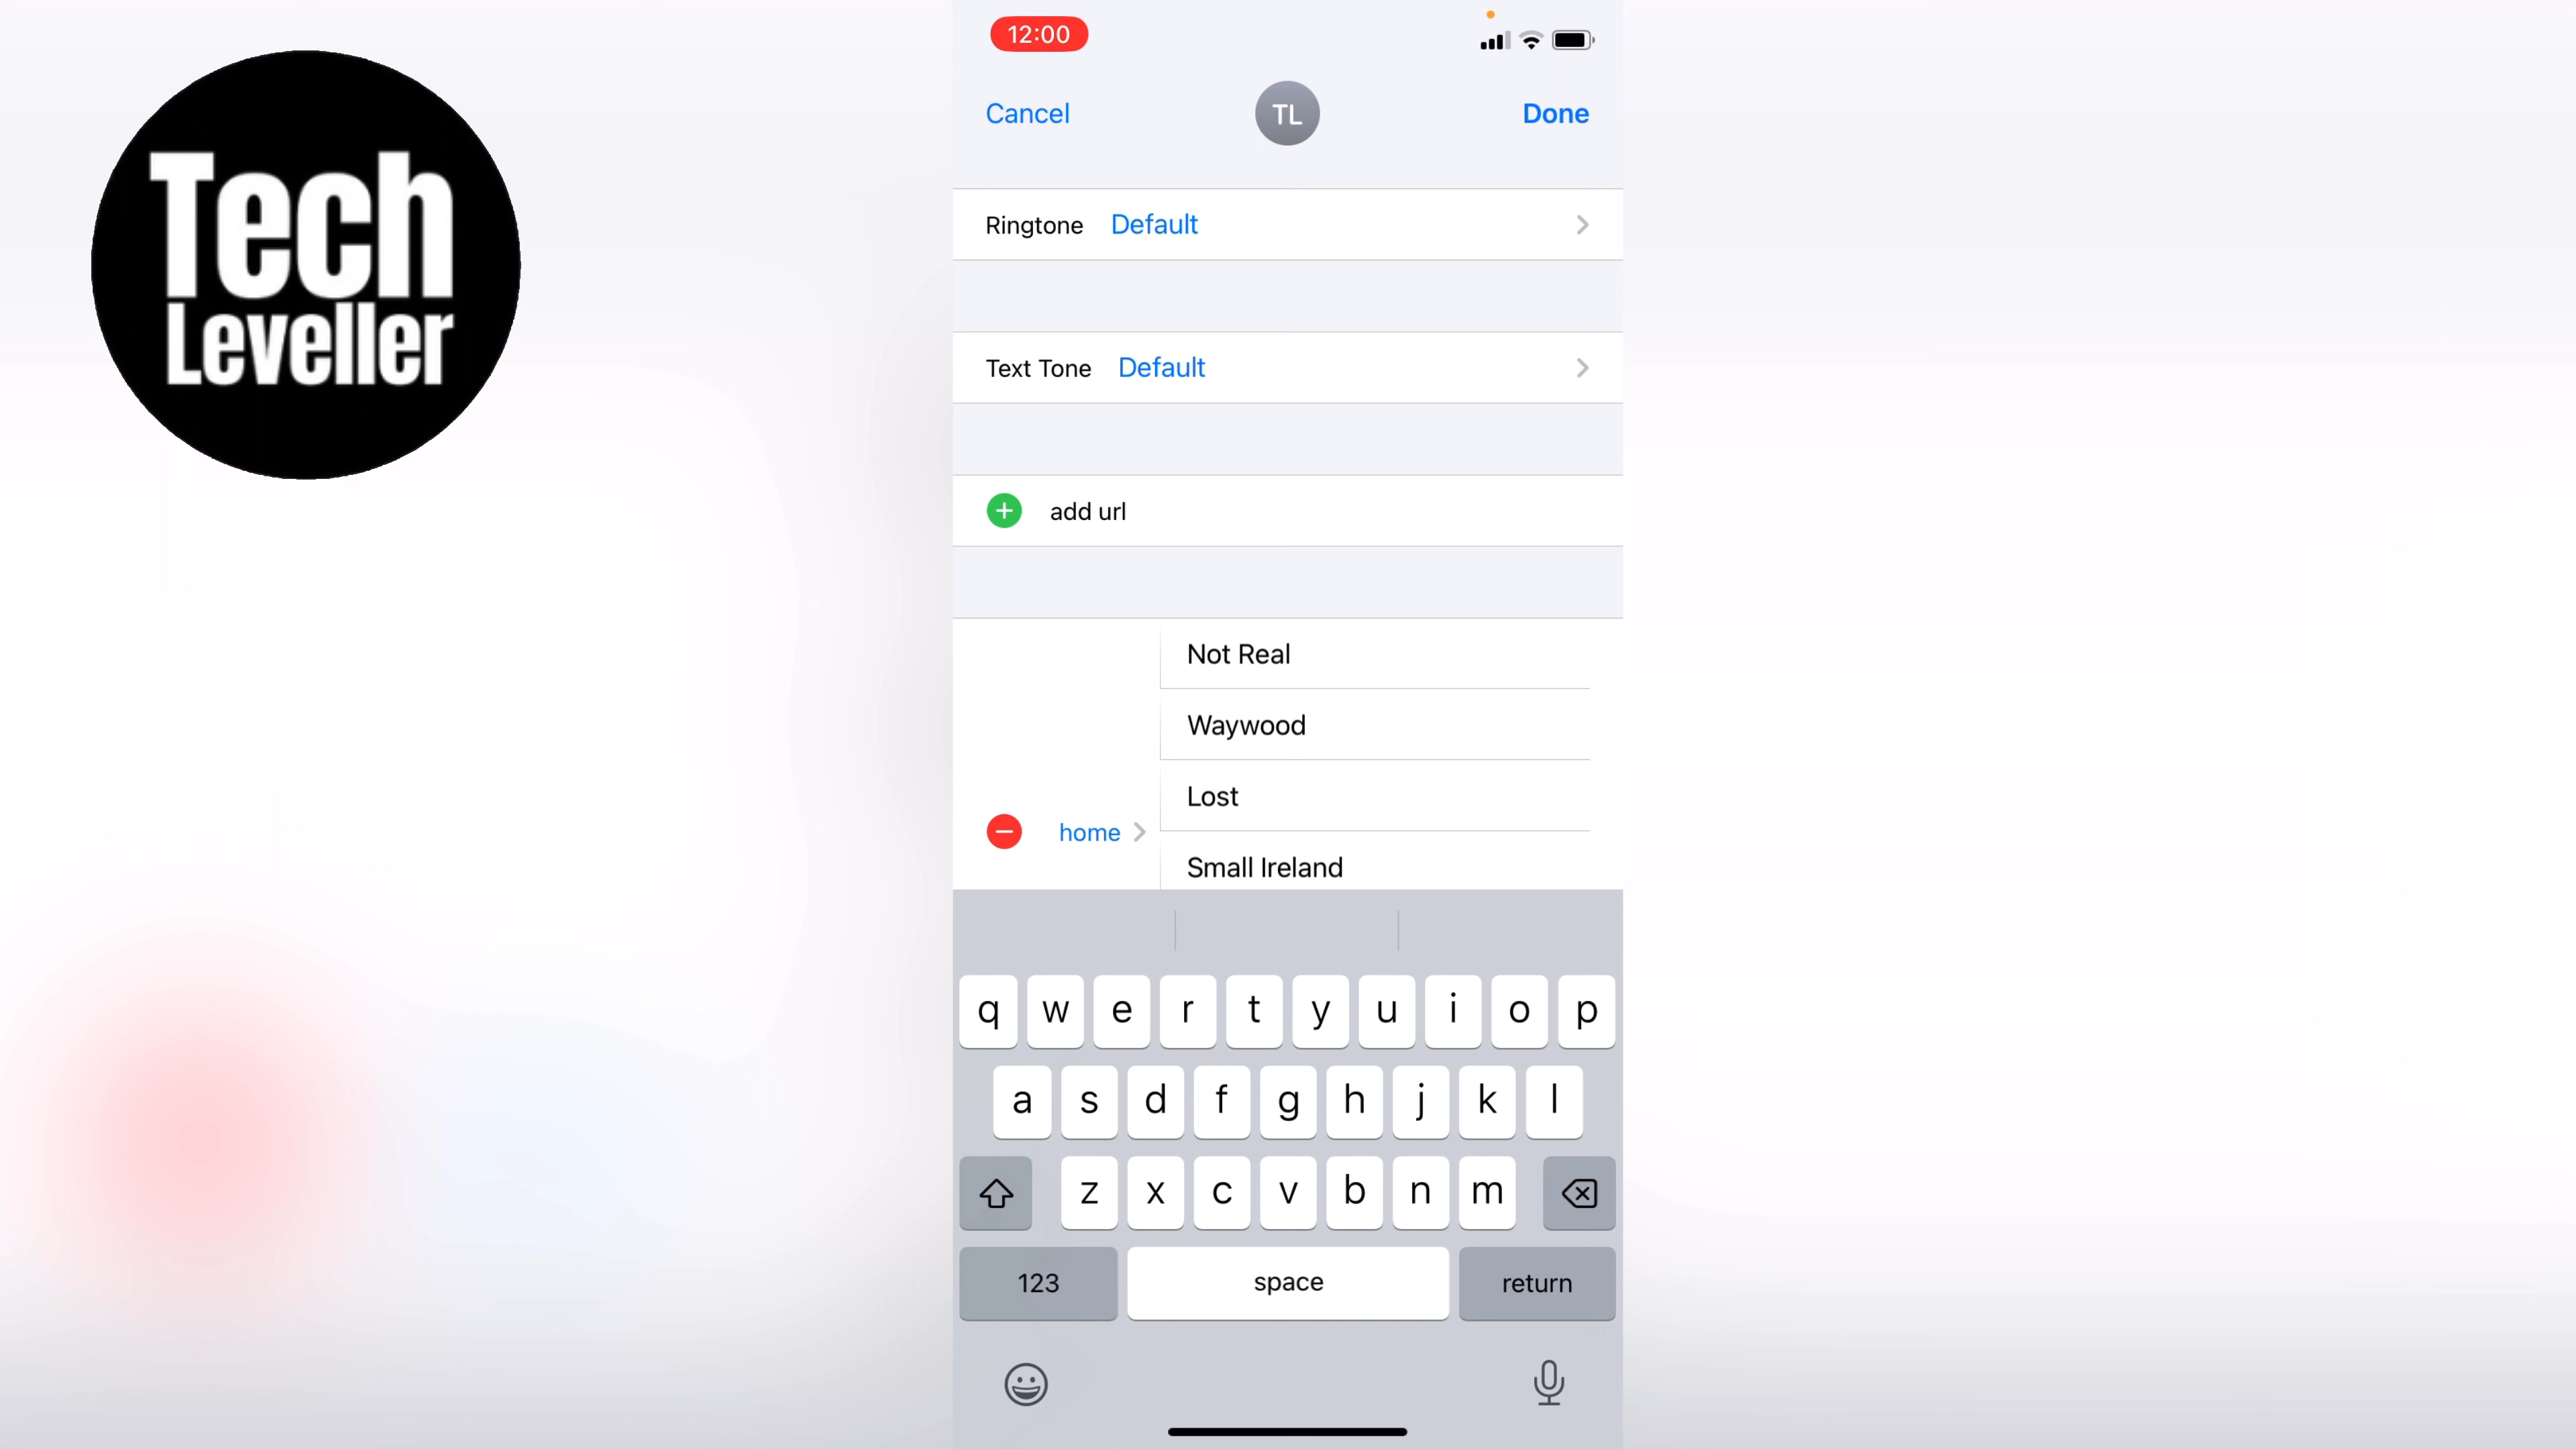 Tech
Leveller
12:00
Cancel
TL
Done
Ringtone Default
Text Tone Default
add url
Not Real
Waywood
Lost
home
Small Ireland
q w e r t y u i o p
a s d f g h j k l
z x c v b n m
123 space return